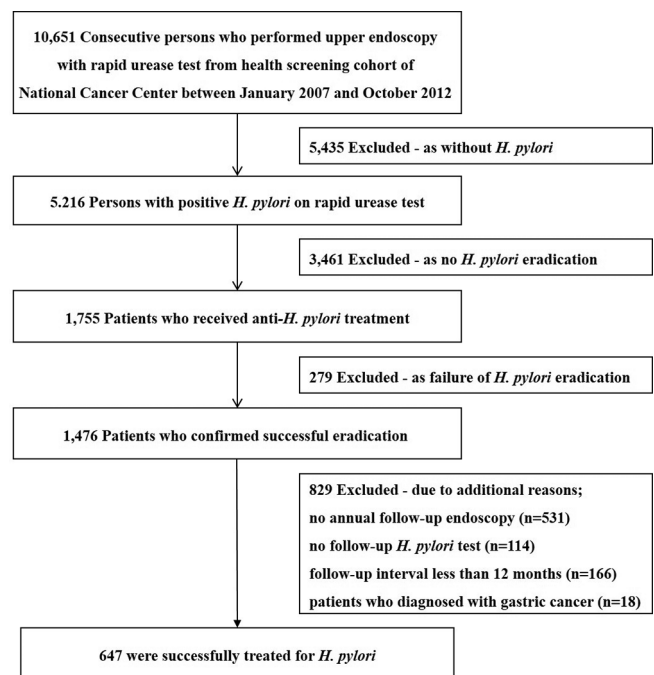 10,651 Consecutive persons who performed upper endoscopy
with rapid urease test from health screening cohort of
National Cancer Center between January 2007 and October 2012
5,435 Excluded - as without H. pylori
5.216 Persons with positive H. pylori on rapid urease test
3,461 Excluded - as no H. pylori eradication
1,755 Patients who received anti-H. pylori treatment
279 Excluded - as failure of H. pylori eradication
1,476 Patients who confirmed successful eradication
829 Excluded - due to additional reasons;
no annual follow-up endoscopy (n=531)
no follow-up H. pylori test (n=114)
follow-up interval less than 12 months (n=166)
patients who diagnosed with gastric cancer (n=18)
647 were successfully treated for H. pylori